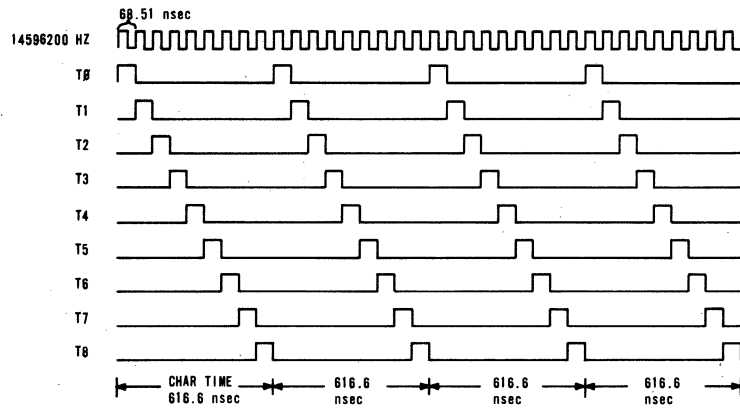 68.51 nsec
14596200 HZ
TØ
T1
T2
T3
T4
T5
T6
T7
T8
CHAR TIME 616.6 616.6 616.6
616.6 nsec nsec nsec nsec